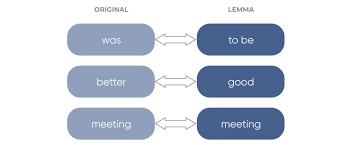 ORIGINAL LEMMA
was to be
better good
meeting meeting